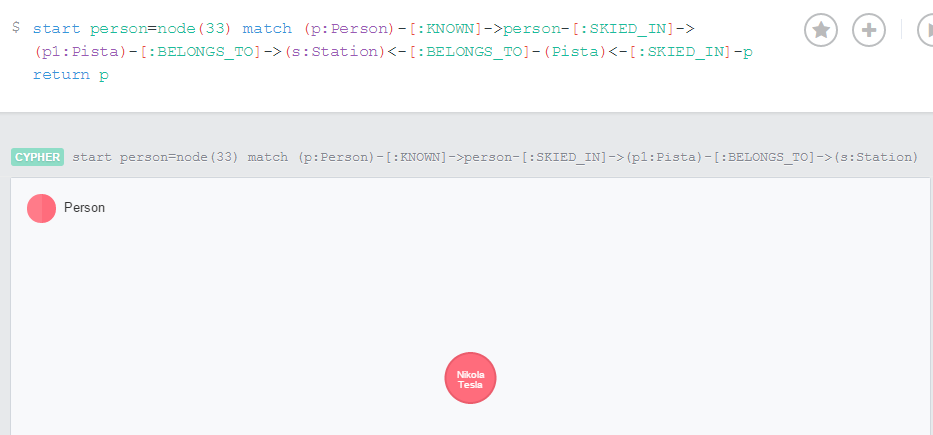 $ start person=node(33) match (p:Person)-[:KNOWN]->person-[:SKIED_IN]->
(p1:Pista)-[:BELONGS_TO]->(s:Station)<-[:BELONGS_TO]-(Pista)<-[:SKIED_IN]-p
return p
CYPHER start person=node(33) match (p:Person)-[:KNOWN]->person-[:SKIED_IN]->(p1:Pista)-[:BELONGS_TO]->(s:Station)
Person
Nikola
Tesla